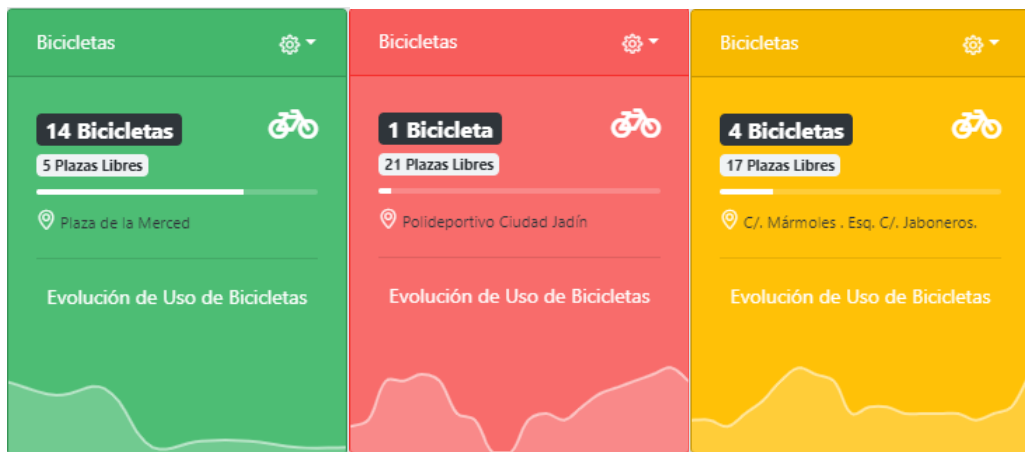 Bicicletas
14 Bicicletas
5 Plazas Libres
Plaza de la Merced
Evolución de Uso de Bicicletas
Bicicletas
1 Bicicleta
21 Plazas Libres
Polideportivo Ciudad Jadín
Evolución de Uso de Bicicletas
Bicicletas
4 Bicicletas
17 Plazas Libres
C/. Mármoles . Esq. C/. Jaboneros.
Evolución de Uso de Bicicletas